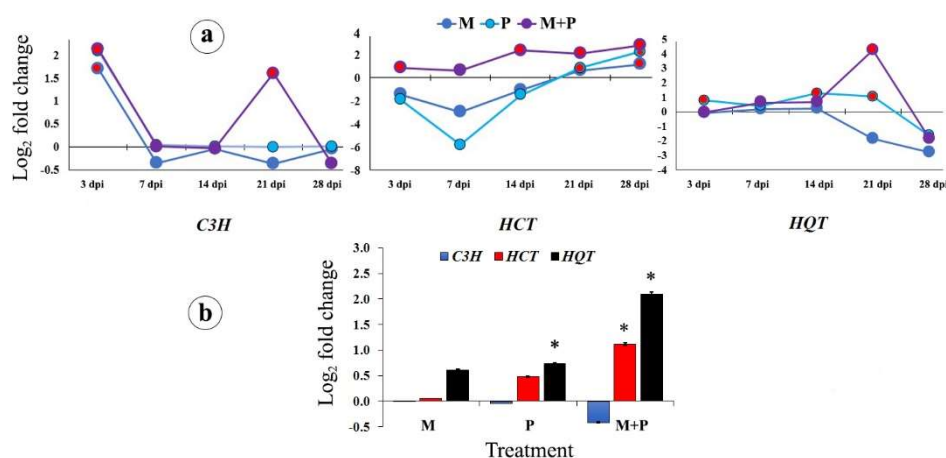 a
M P M+P
Log2 fold change
2
1.5
1
0.5
0
-0.5
3 dpi 7 dpi 14 dpi 21 dpi 28 dpi
C3H
4
2
0
-2
-4
-6
-8
3 dpi 7 dpi 14 dpi 21 dpi 28 dpi
HCT
5
4
3
2
1
0
-1
-2
-3
-4
3 dpi 7 dpi 14 dpi 21 dpi 28 dpi
HQT
b
Log2 fold change
3.0
2.5
2.0
1.5
1.0
0.5
0.0
-0.5
C3H HCT HQT
*
*
*
M P M+P
Treatment